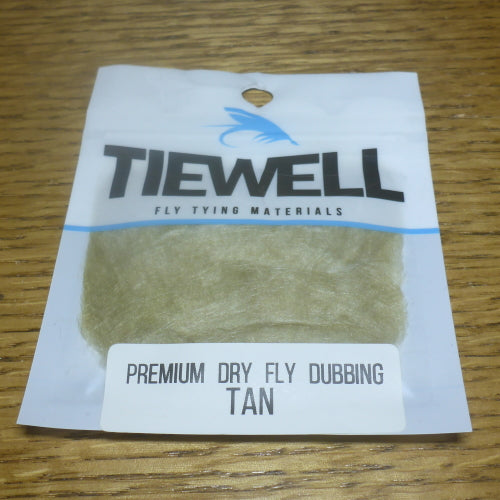 TIEWELL
FLY TYING MATERIALS
PREMIUM DRY FLY DUBBING
TAN